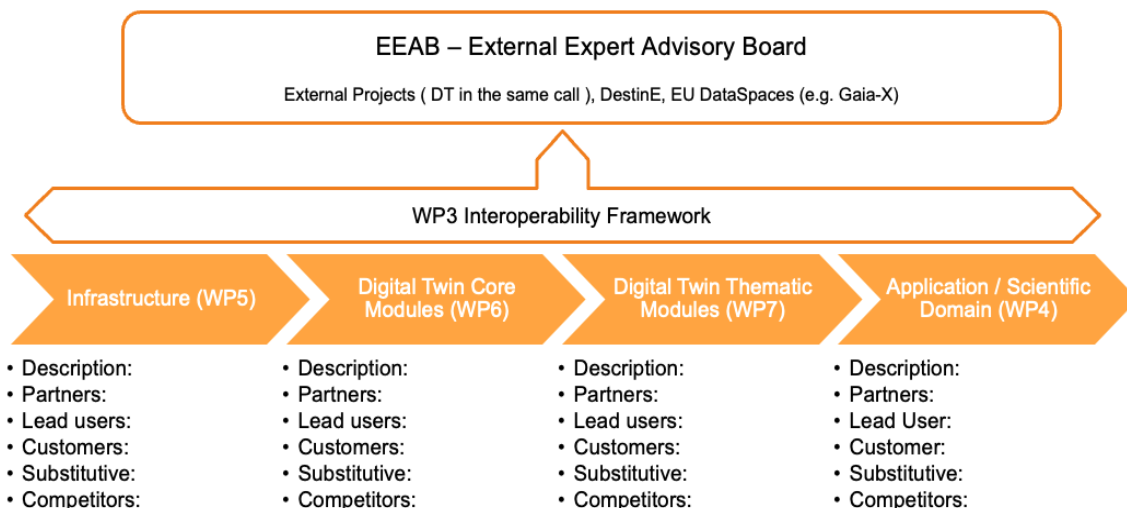 EEAB – External Expert Advisory Board
External Projects ( DT in the same call ), DestinE, EU DataSpaces (e.g. Gaia-X)
WP3 Interoperability Framework
Infrastructure (WP5)
Digital Twin Core
Modules (WP6)
Digital Twin Thematic
Modules (WP7)
Application / Scientific
Domain (WP4)
• Description:
• Partners:
• Lead users:
• Customers:
• Substitutive:
• Competitors:
• Description:
• Partners:
• Lead users:
• Customers:
• Substitutive:
• Competitors:
• Description:
• Partners:
• Lead users:
• Customers:
• Substitutive:
• Competitors:
• Description:
• Partners:
• Lead User:
• Customer:
• Substitutive:
• Competitors: